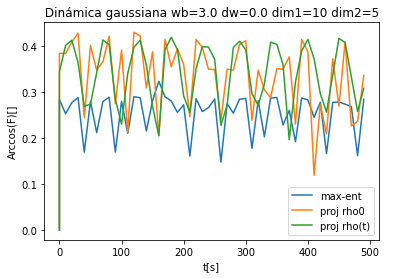 Dinámica gaussiana wb=3.0 dw=0.0 dim1=10 dim2=5
Arccos(F)[]
0.4
0.3
0.2
0.1
0.0
max-ent
proj rho0
proj rho(t)
0 100 200 300 400 500
t[s]